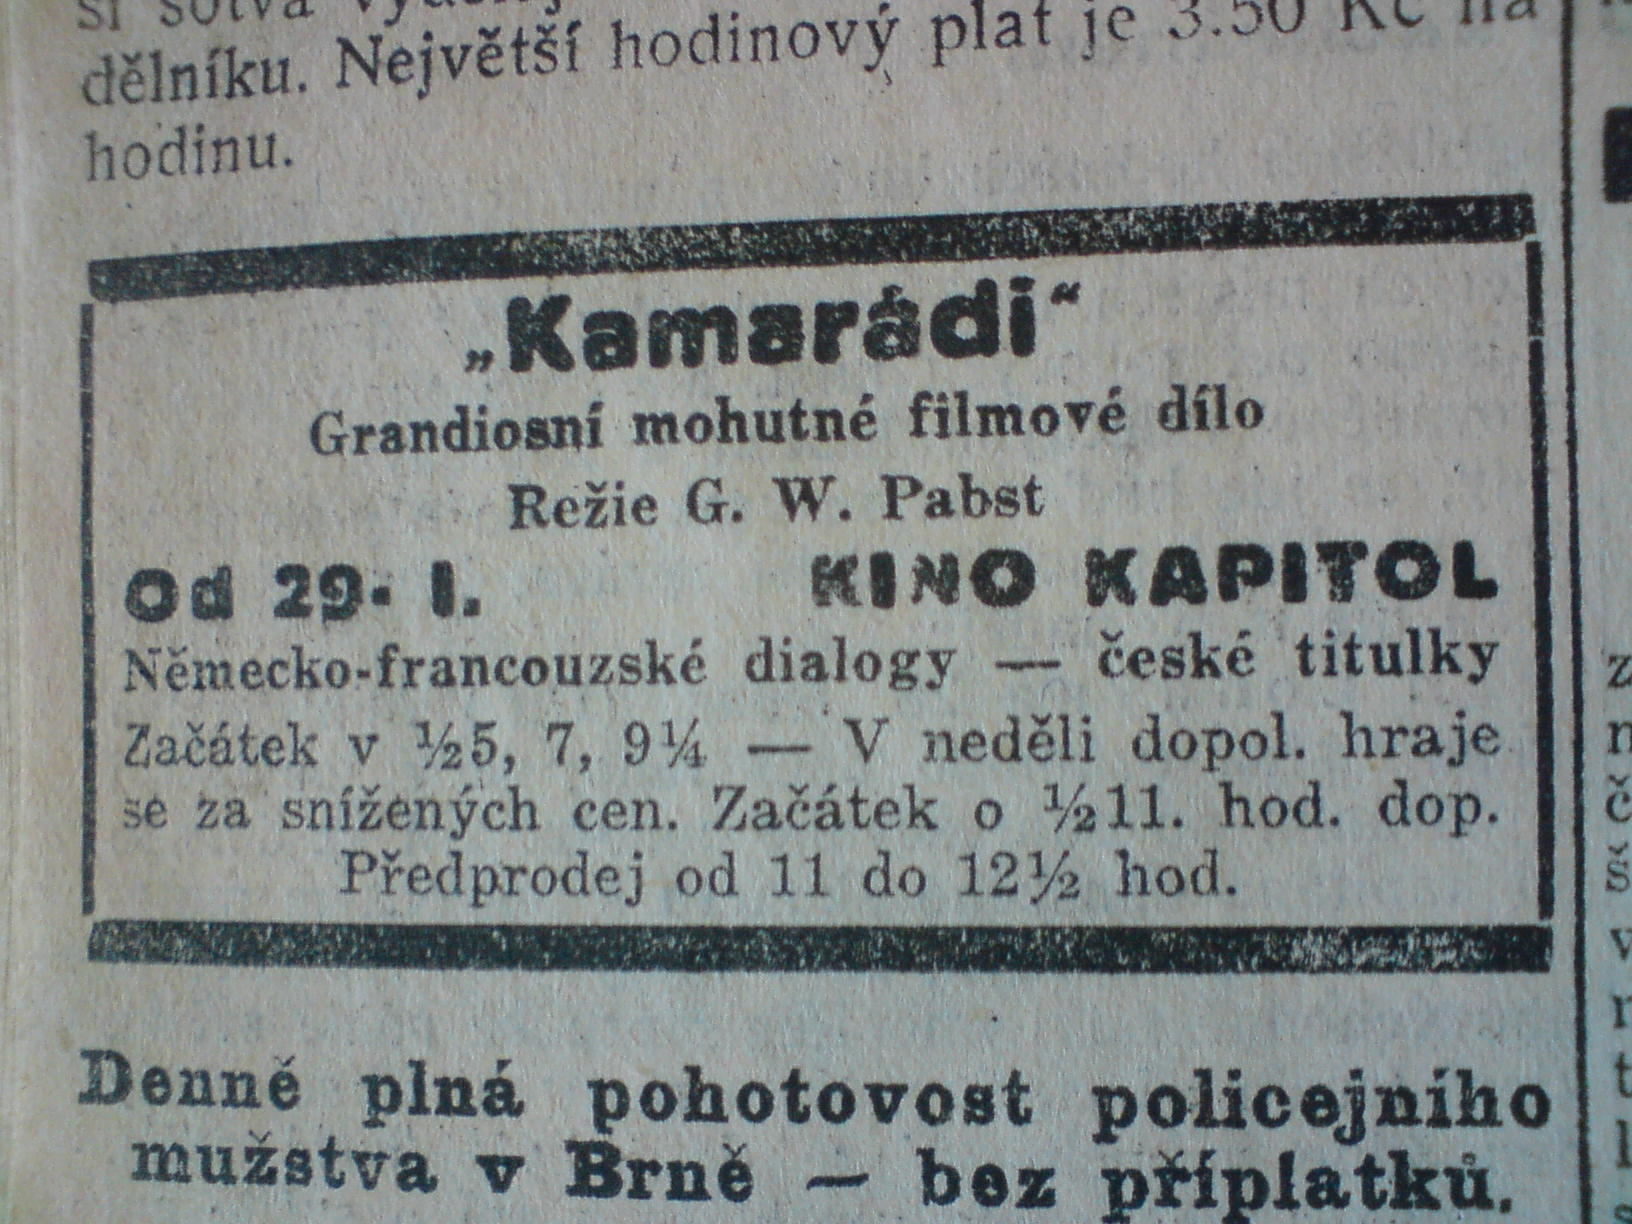 si sotva
dělníku. Největší hodinový plat je 3.50 Kč na
hodinu.
„Kamarádi“
Grandiosní mohutné filmové dílo
Režie G. W. Pabst
Od 29. I. KINO KAPITOL
Německo-francouzské dialogy — české titulky
Začátek v ½5, 7, 9¼ — V neděli dopol. hraje
se za snížených cen. Začátek o ½11. hod. dop.
Předprodej od 11 do 12½ hod.
Denně plná pohotovost policejního
mužstva v Brně — bez příplatků.